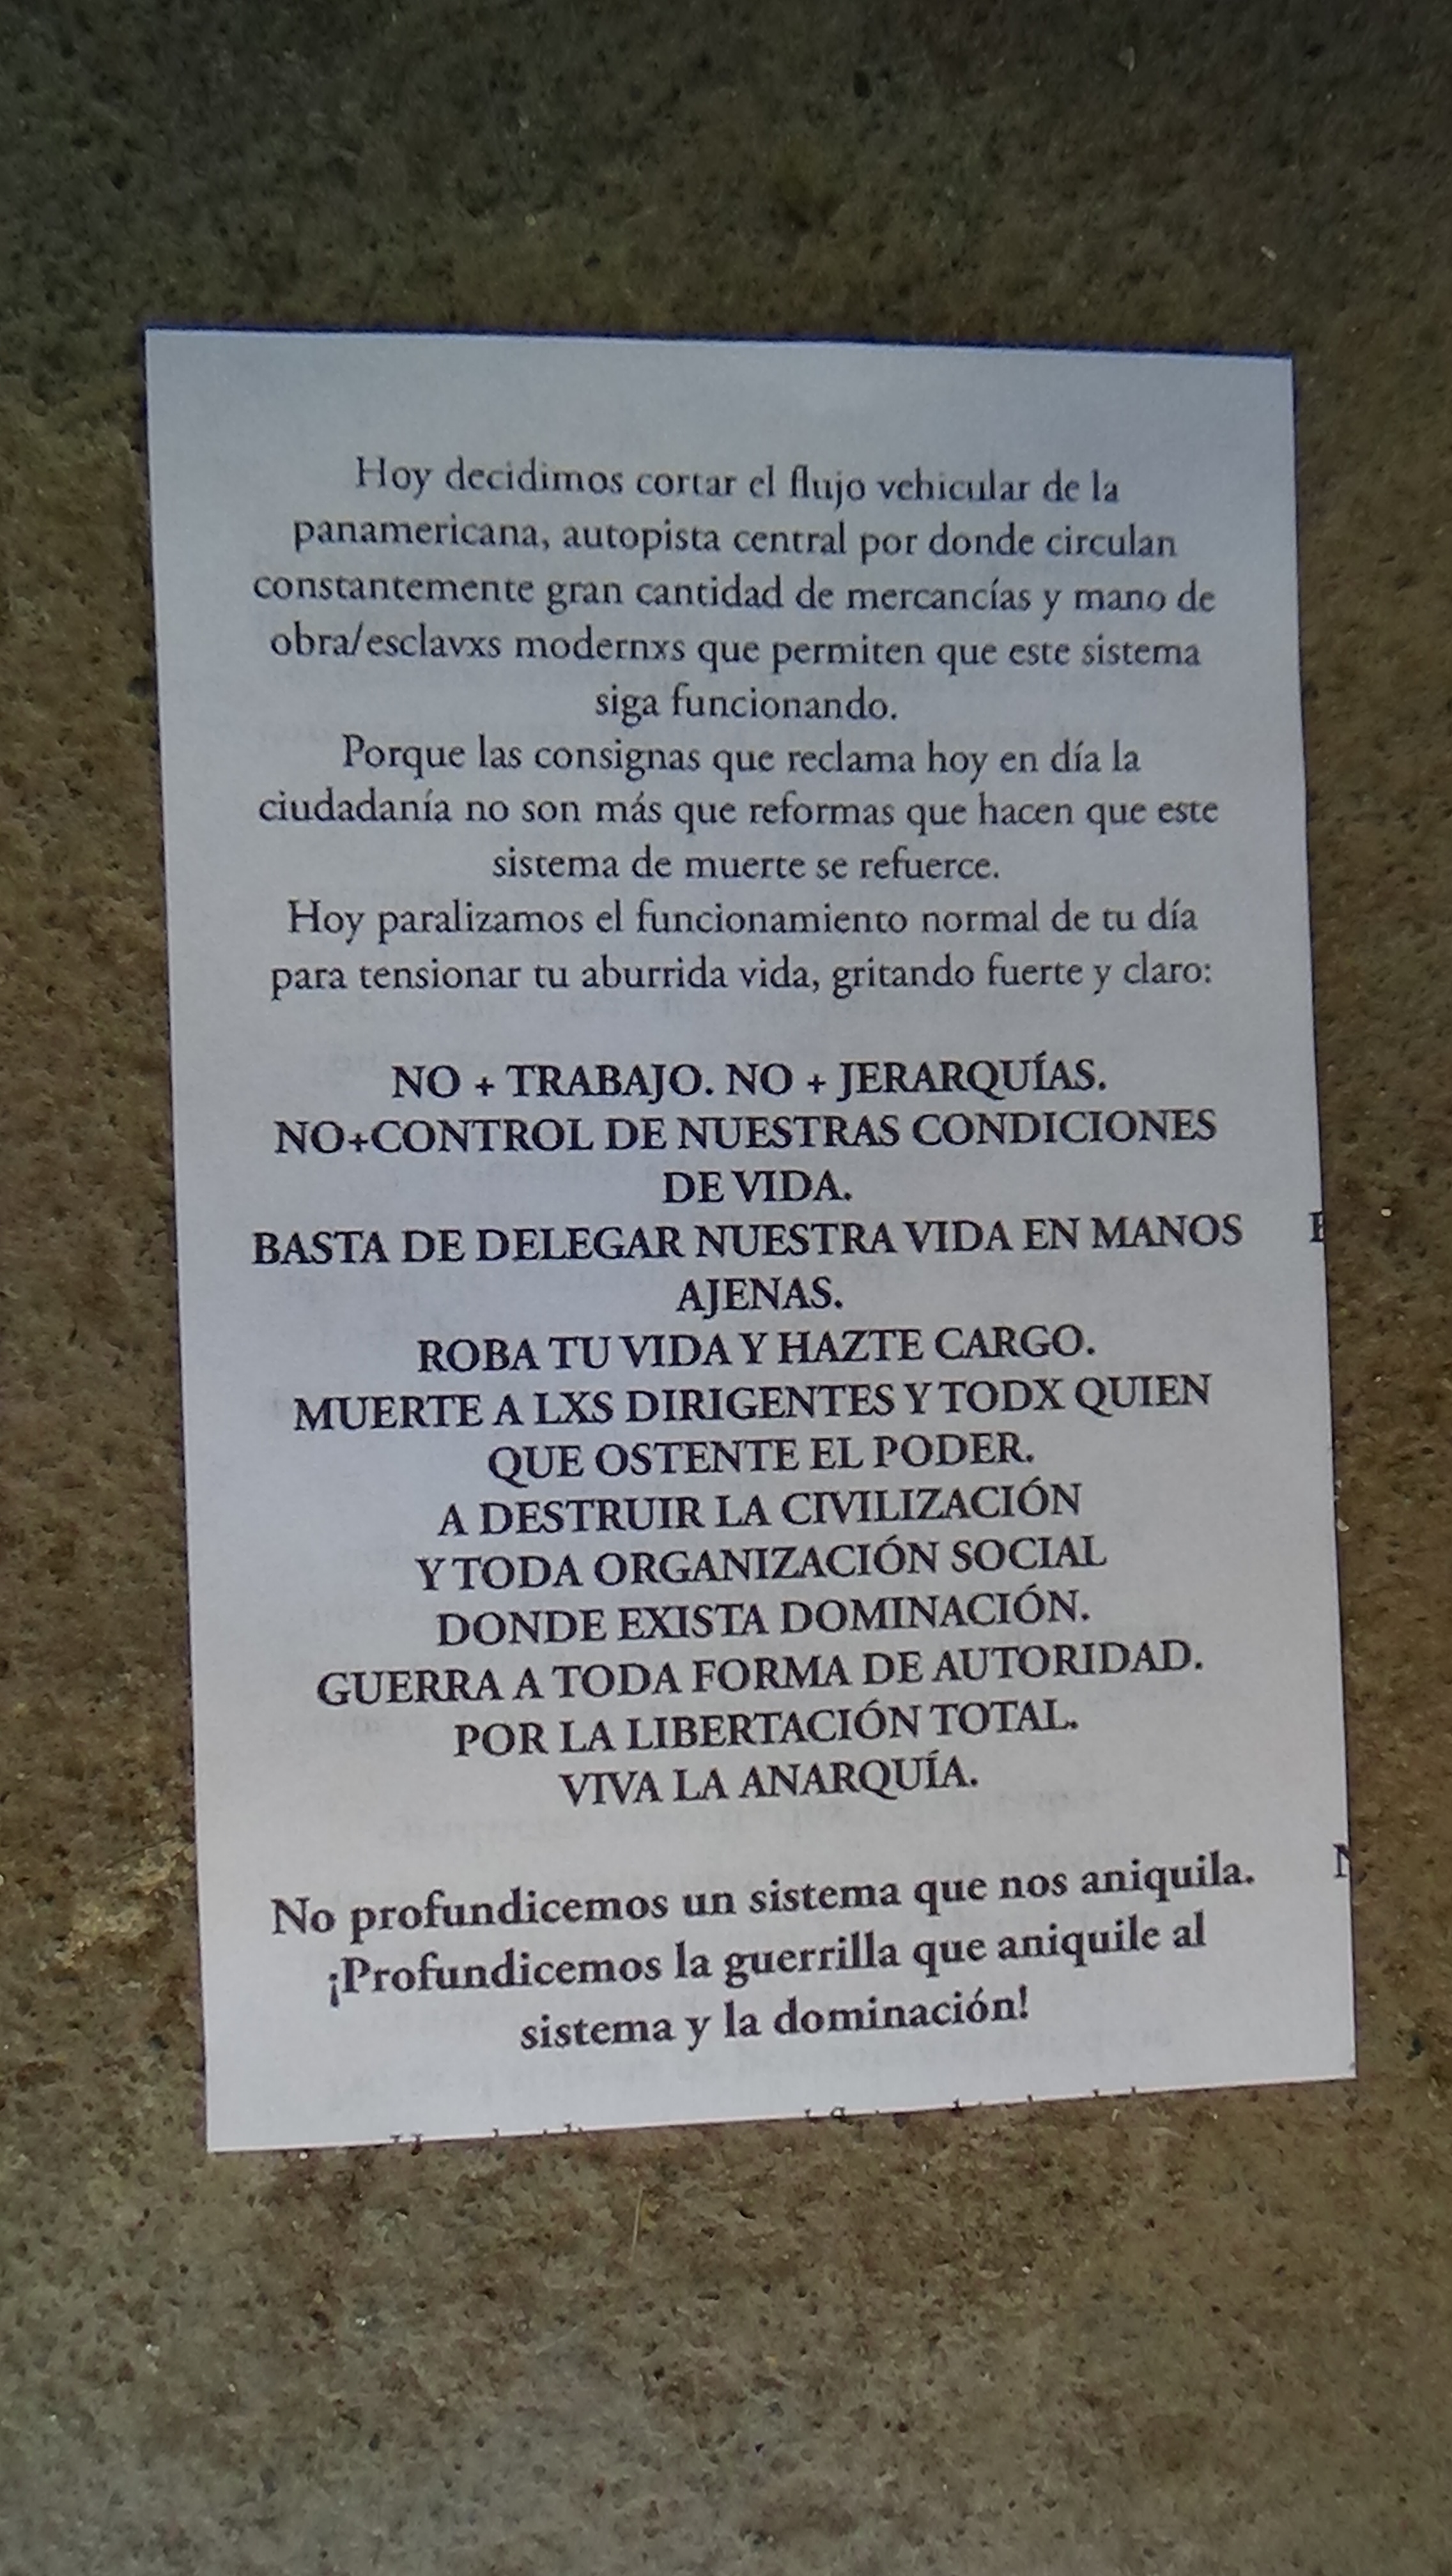 Hoy decidimos cortar el flujo vehicular de la
panamericana, autopista central por donde circulan
constantemente gran cantidad de mercancías y mano de
obra/esclavxs modernxs que permiten que este sistema
siga funcionando.
Porque las consignas que reclama hoy en día la
ciudadanía no son más que reformas que hacen que este
sistema de muerte se refuerce.
Hoy paralizamos el funcionamiento normal de tu día
para tensionar tu aburrida vida, gritando fuerte y claro:
NO + TRABAJO. NO + JERARQUÍAS.
NO+CONTROL DE NUESTRAS CONDICIONES
DE VIDA.
BASTA DE DELEGAR NUESTRA VIDA EN MANOS
AJENAS.
ROBA TU VIDA Y HAZTE CARGO.
MUERTE A LXS DIRIGENTES Y TODX QUIEN
QUE OSTENTE EL PODER.
A DESTRUIR LA CIVILIZACIÓN
Y TODA ORGANIZACIÓN SOCIAL
DONDE EXISTA DOMINACIÓN.
GUERRA A TODA FORMA DE AUTORIDAD.
POR LA LIBERTACIÓN TOTAL.
VIVA LA ANARQUÍA.
No profundicemos un sistema que nos aniquila.
¡Profundicemos la guerrilla que aniquile al
sistema y la dominación!